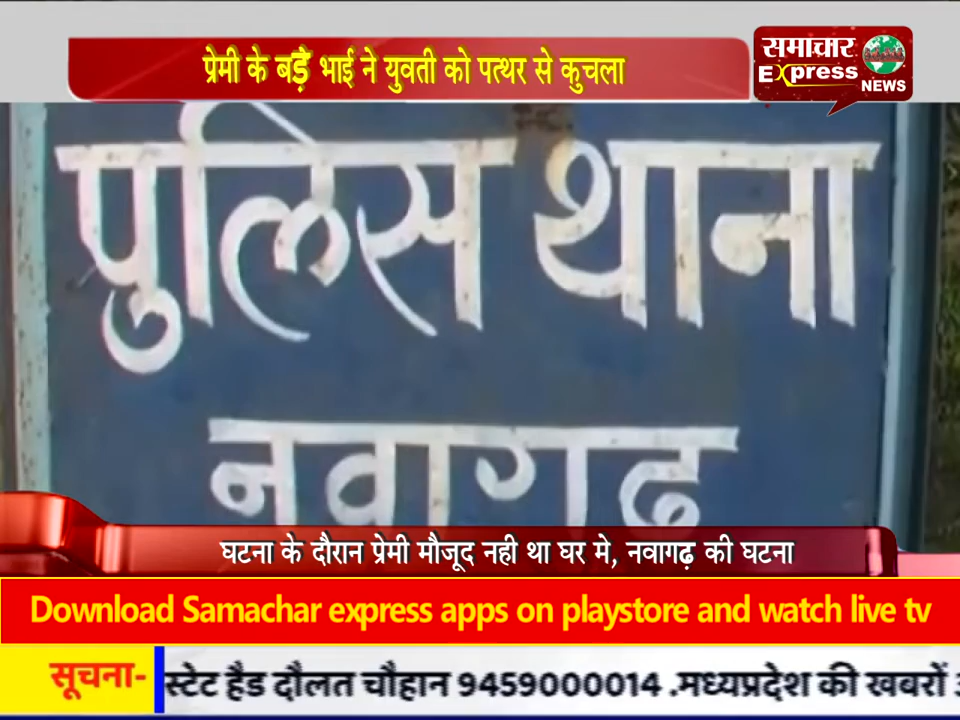 प्रेमी के बड़ै भाई ने युवती को पत्थर से कुचला
समाचार
Express
NEWS
पुलिस थाना
नवागढ
घटना के दौरान प्रेमी मौजूद नही था घर मे, नवागढ़ की घटना
Download Samachar express apps on playstore and watch live tv
सूचना- स्टेट हैड दौलत चौहान 9459000014 .मध्यप्रदेश की खबरों